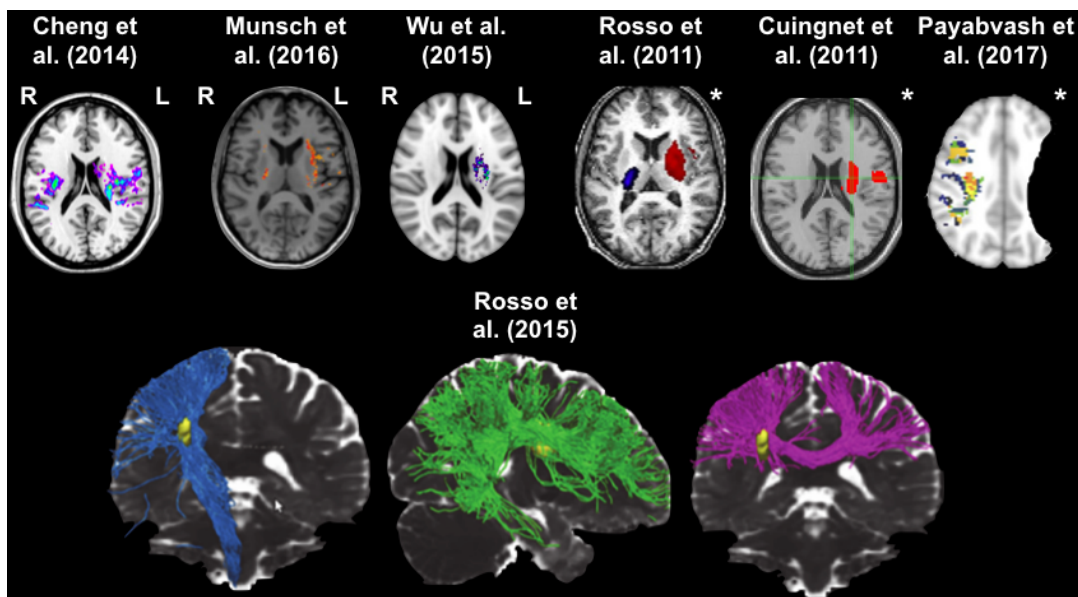 Cheng et
al. (2014)
Munsch et
al. (2016)
Wu et al.
(2015)
Rosso et
al. (2011)
Cuingnet et
al. (2011)
Payabvash et
al. (2017)
R L
R L
R L
*
*
*
Rosso et
al. (2015)